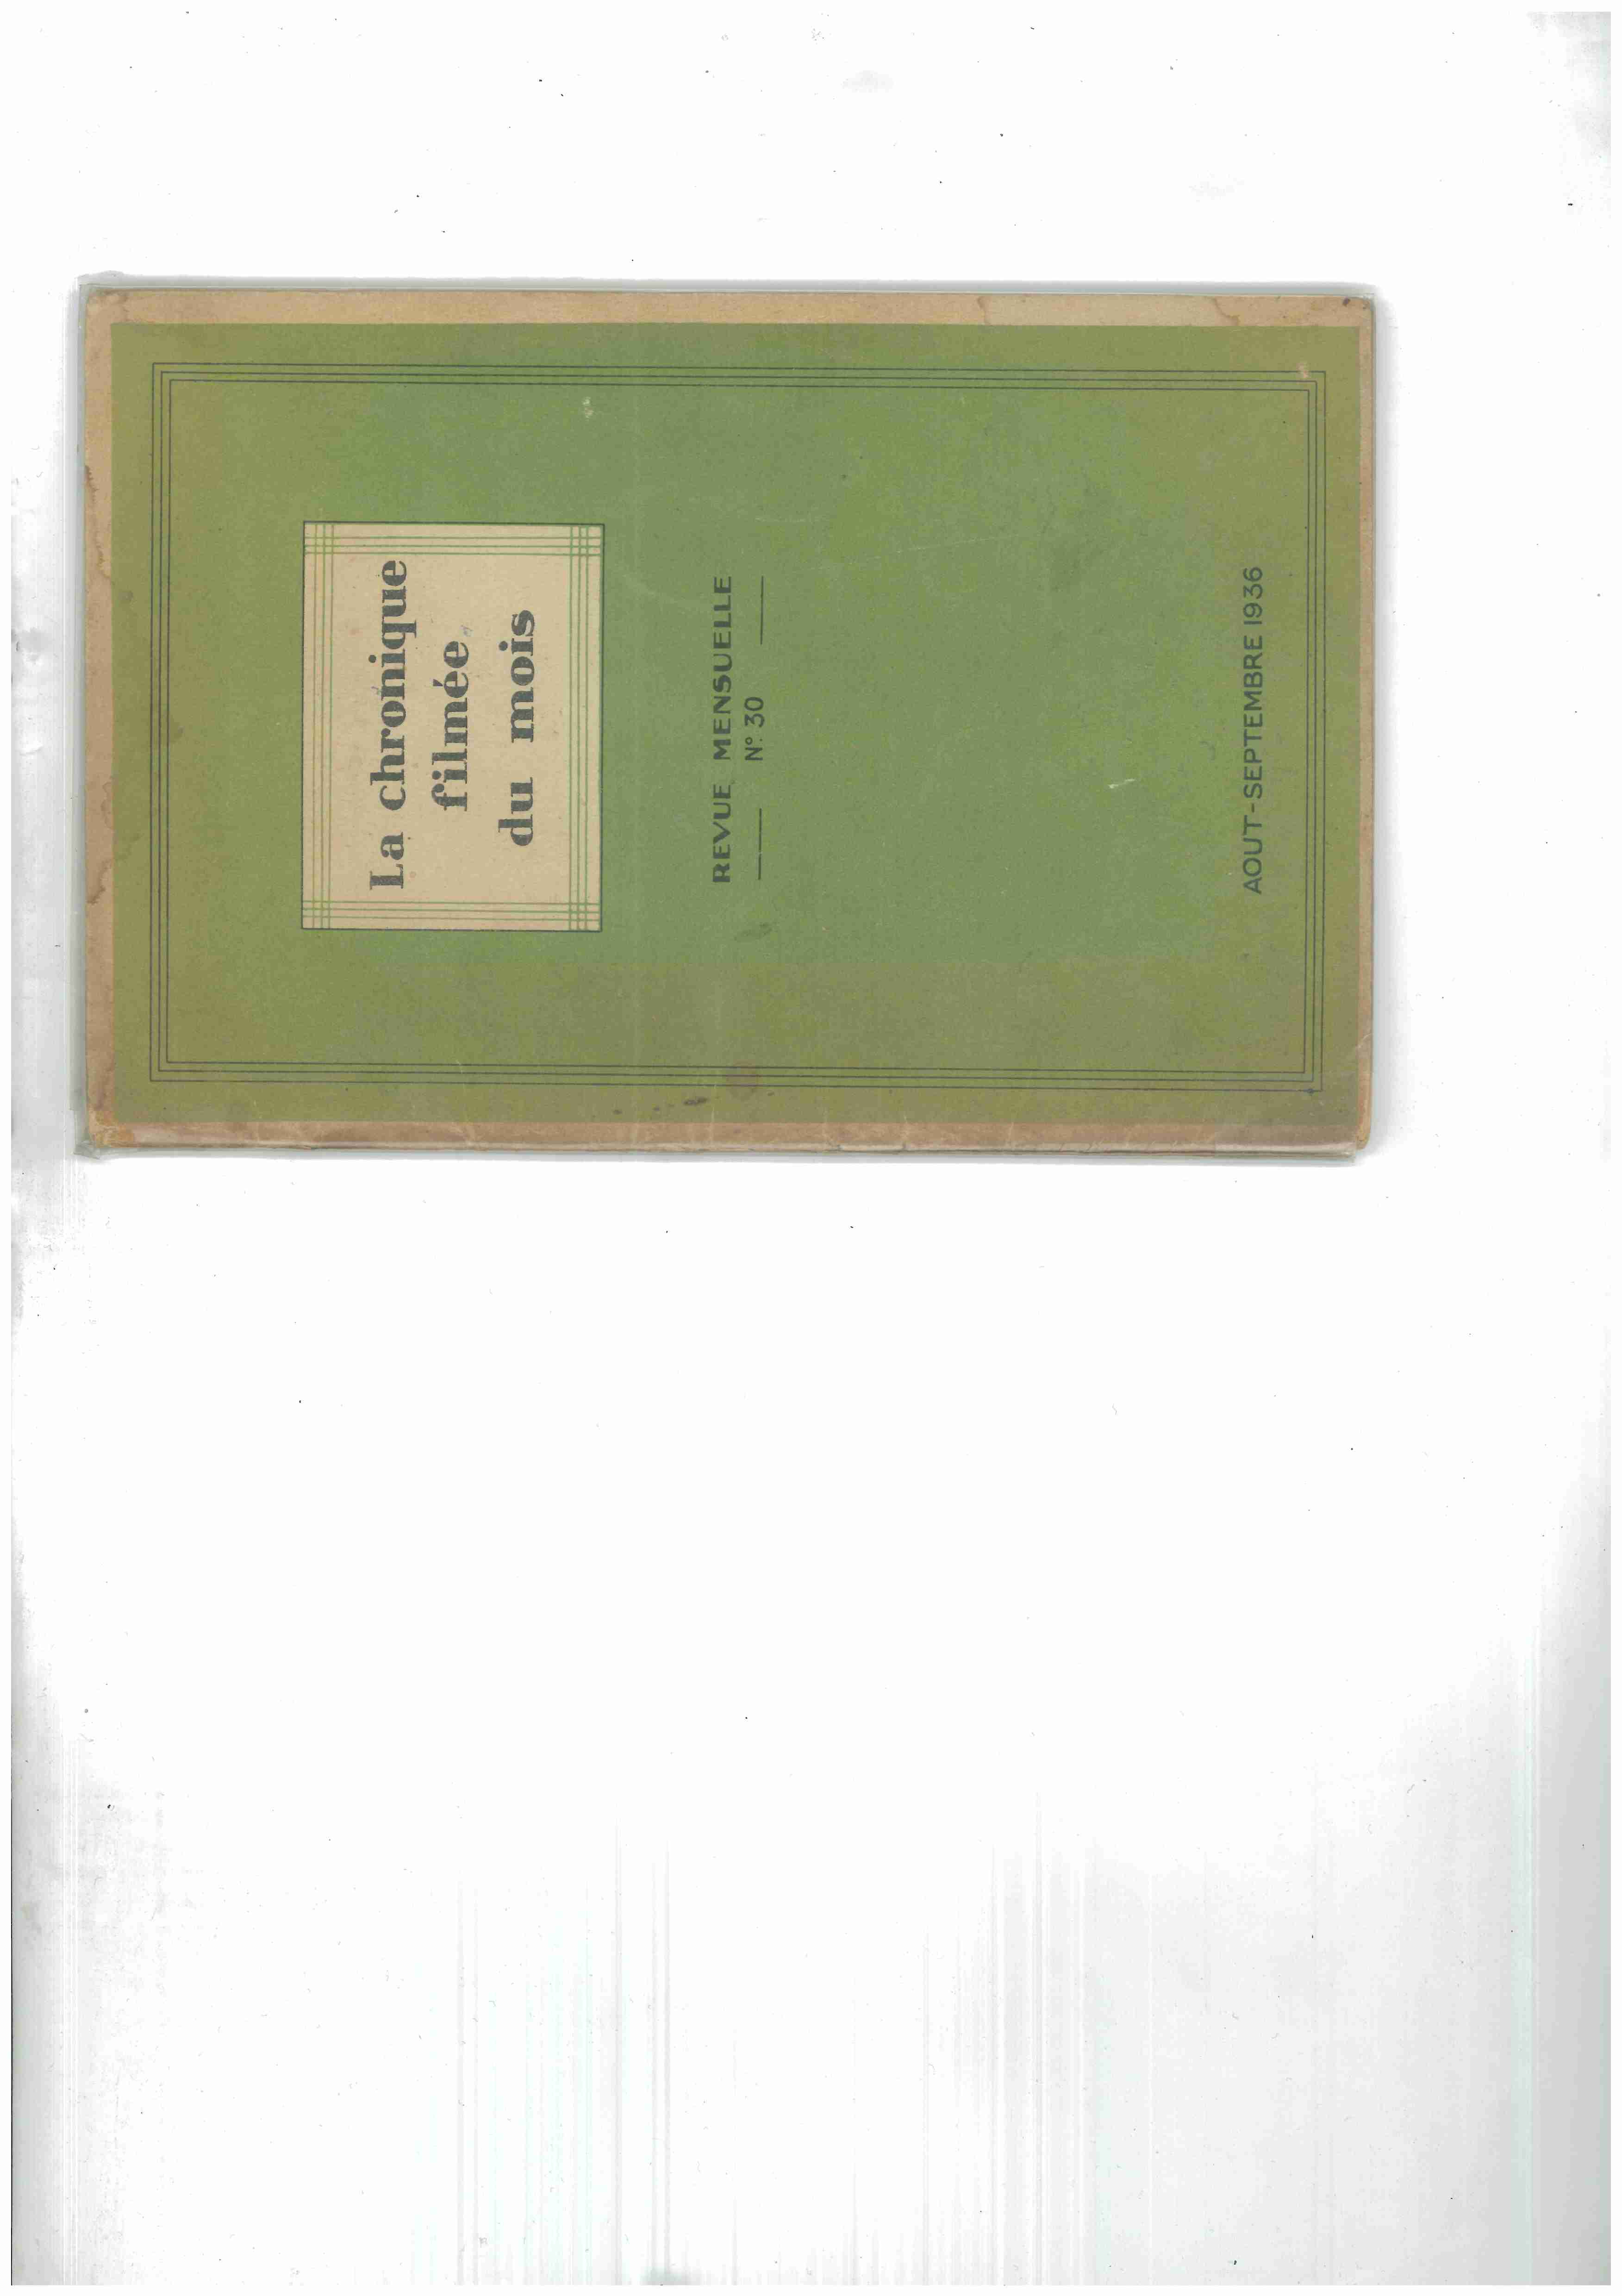 La chronique
filmée
du mois
REVUE MENSUELLE
N° 30
AOUT-SEPTEMBRE 1936